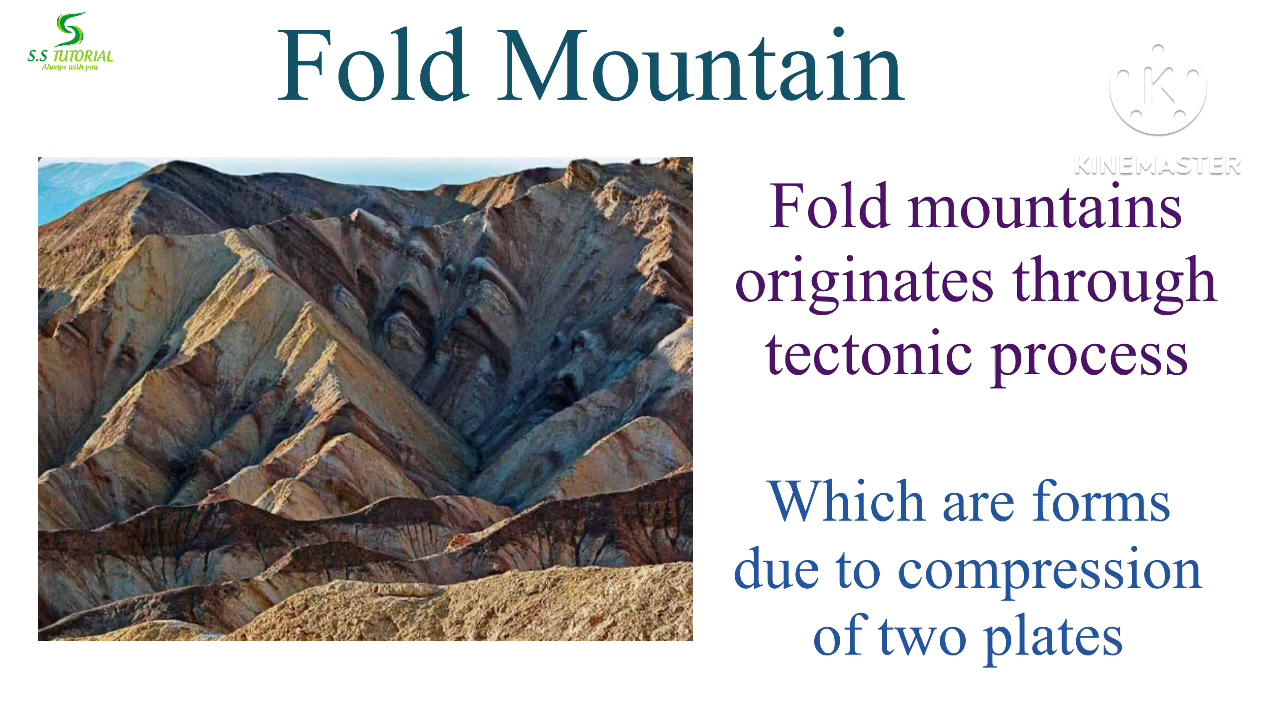 S.S TUTORIAL
Always with you
Fold Mountain
K
KINEMASTER
Fold mountains
originates through
tectonic process
Which are forms
due to compression
of two plates